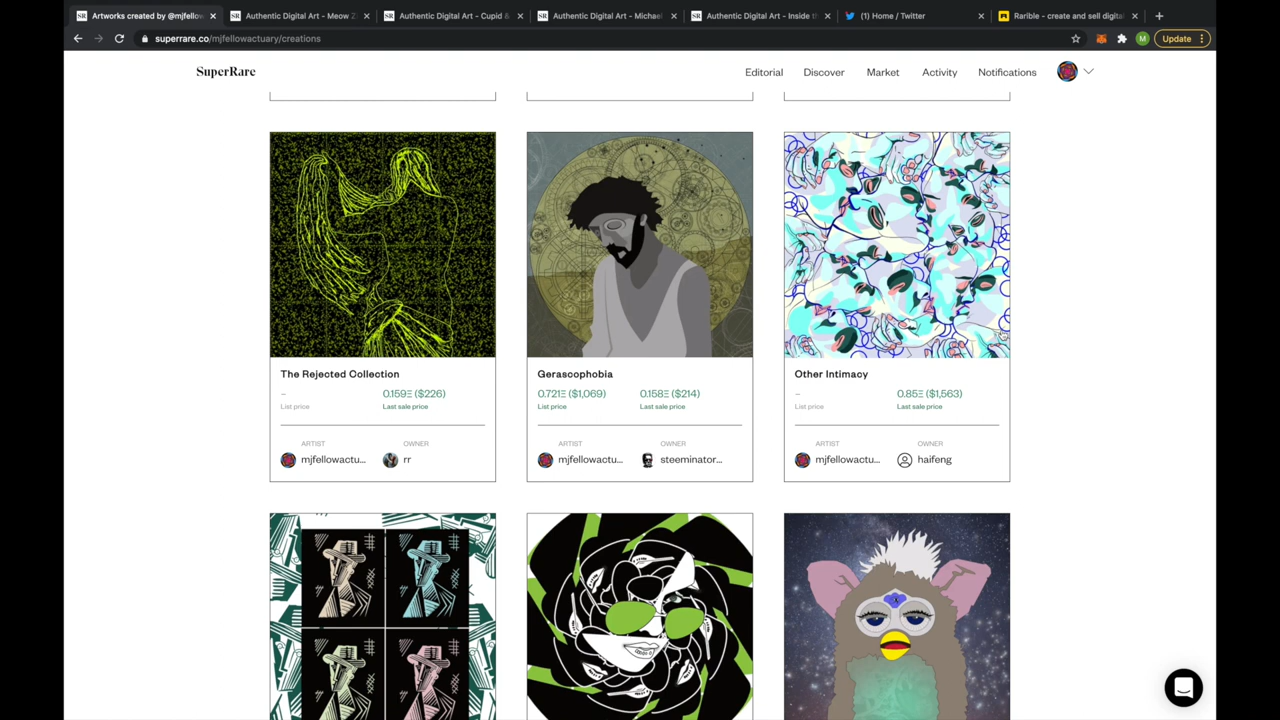 Artworks created by @mjfellow
Authentic Digital Art - Meow Z
Authentic Digital Art - Cupid &
Authentic Digital Art - Michael
Authentic Digital Art - Inside th
(1) Home / Twitter
Rarible - create and sell digital
superrare.co/mjfellowactuary/creations
M
Update
SuperRare
Editorial
Discover
Market
Activity
Notifications
The Rejected Collection
–
0.159Ξ ($226)
List price
Last sale price
ARTIST
OWNER
mjfellowactu...
rr
Gerascophobia
0.721Ξ ($1,069)
0.158Ξ ($214)
List price
Last sale price
ARTIST
OWNER
mjfellowactu...
steeminator...
Other Intimacy
–
0.85Ξ ($1,563)
List price
Last sale price
ARTIST
OWNER
mjfellowactu...
haifeng